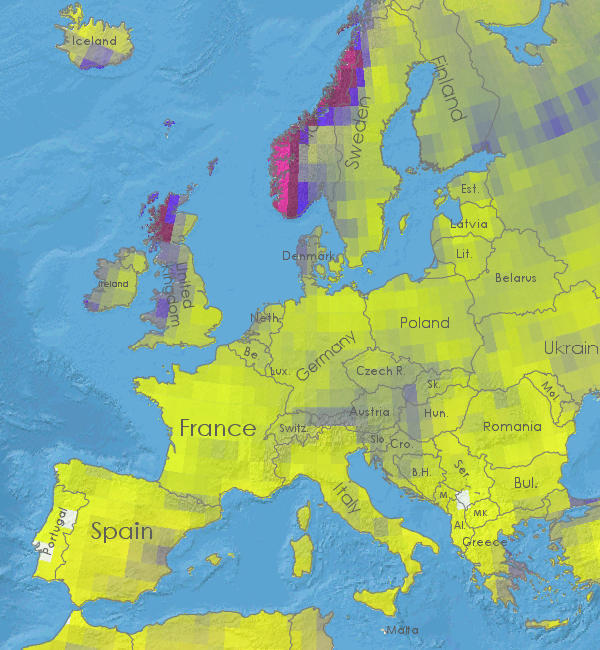 Iceland
Finland
Sweden
Est.
Latvia
Lit.
Denmark
Belarus
Ireland
United
Kingdom
Neth.
Poland
Be
Germany
Ukrain
Lux.
Czech R.
Sk.
Mol.
Austria
Hun.
France
Switz.
Romania
Slo.
Cro.
B.H.
Ser.
Bul.
Italy
M.
MK
Al.
Portugal
Spain
Greece
Malta